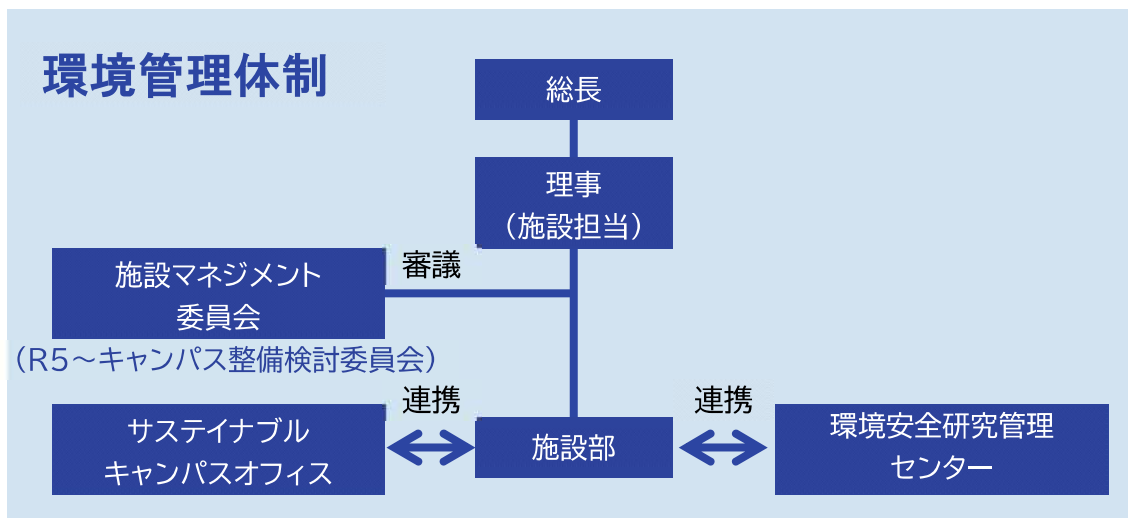 環境管理体制
総長
理事
（施設担当）
審議
施設マネジメント
委員会
（R5～キャンパス整備検討委員会）
連携
連携
サステイナブル
キャンパスオフィス
施設部
環境安全研究管理
センター